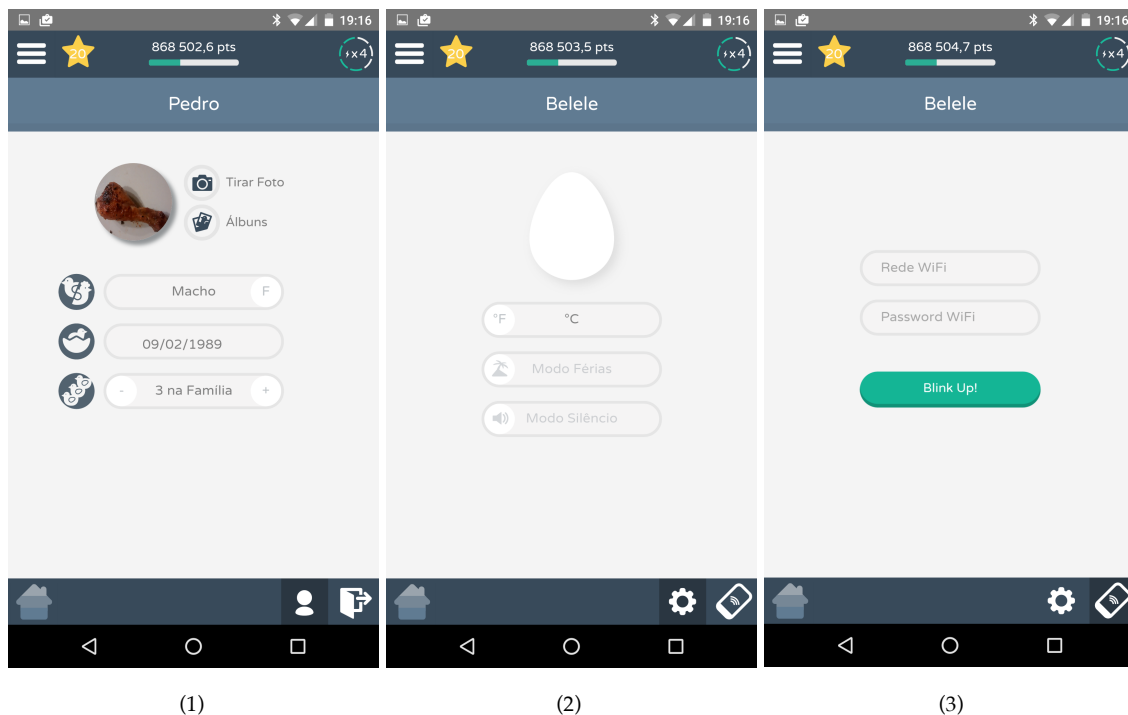 19:16
868 502,6 pts
20
x4
Pedro
Tirar Foto
Álbuns
Macho
F
09/02/1989
-
3 na Família
+
(1)
19:16
868 503,5 pts
20
x4
Belele
°F
°C
Modo Férias
Modo Silêncio
(2)
19:16
868 504,7 pts
20
x4
Belele
Rede WiFi
Password WiFi
Blink Up!
(3)